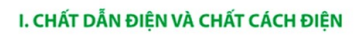 I. CHẤT DẪN ĐIỆN VÀ CHẤT CÁCH ĐIỆN